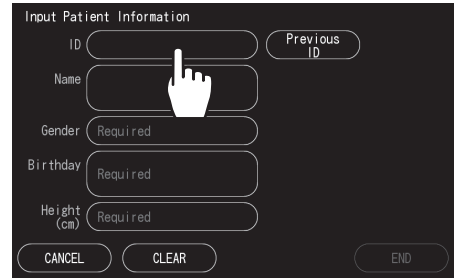 Input Patient Information
ID
Previous
ID
Name
Gender Required
Birthday Required
Height
(cm) Required
CANCEL CLEAR END